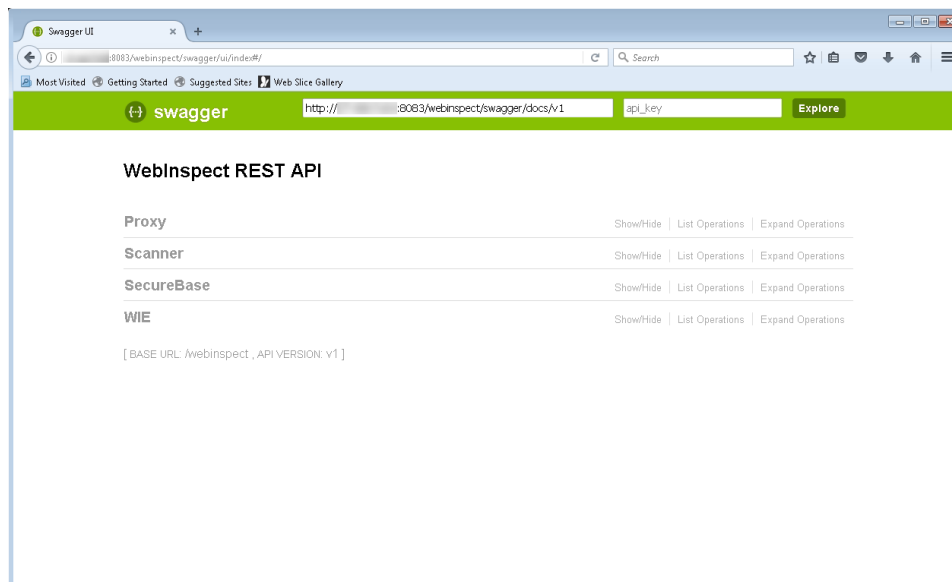 Swagger UI
:8083/webinspect/swagger/ui/index#/
Search
Most Visited Getting Started Suggested Sites Web Slice Gallery
swagger
http:// :8083/webinspect/swagger/docs/v1
api_key
Explore
WebInspect REST API
Proxy Show/Hide List Operations Expand Operations
Scanner Show/Hide List Operations Expand Operations
SecureBase Show/Hide List Operations Expand Operations
WIE Show/Hide List Operations Expand Operations
[ BASE URL: /webinspect , API VERSION: v1 ]